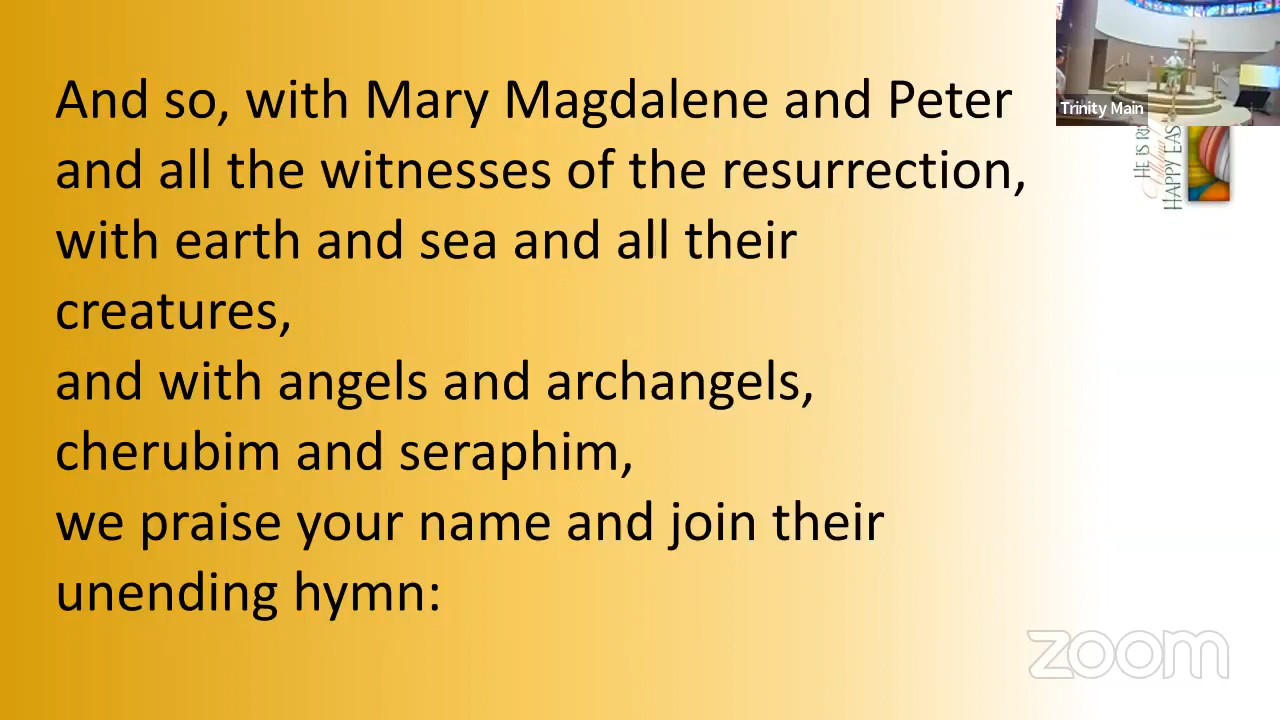 And so, with Mary Magdalene and Peter
and all the witnesses of the resurrection,
with earth and sea and all their
creatures,
and with angels and archangels,
cherubim and seraphim,
we praise your name and join their
unending hymn:
Trinity Main
HE IS
HAPPY
zoom